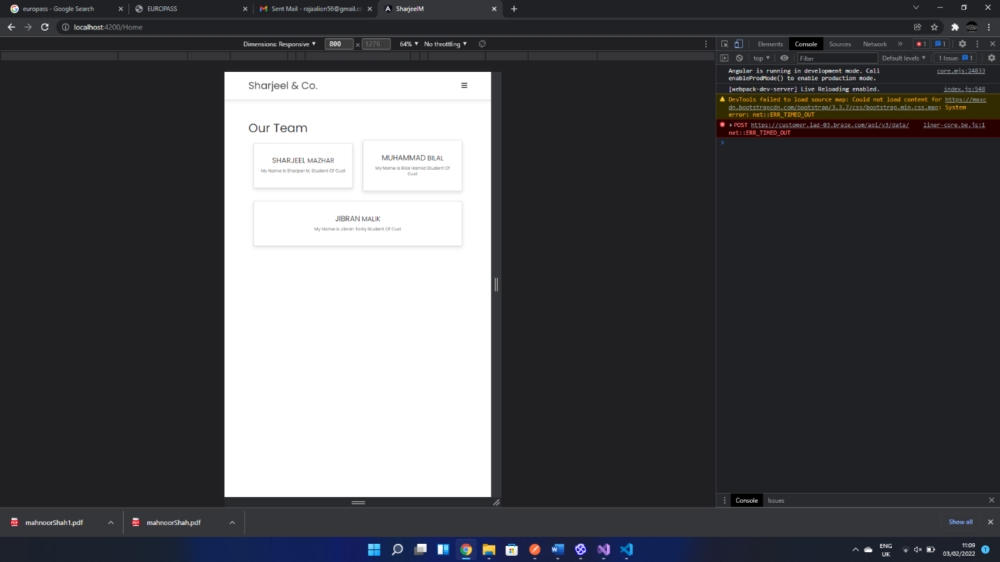 europass - Google Search
EUROPASS
Sent Mail - rajaalion56@gmail.co
SharjeelM
localhost:4200/Home
Dimensions: Responsive
800 x 1276
64%
No throttling
Elements
Console
Sources
Network
1
1
top
Filter
Default levels
1 Issue:
1
Angular is running in development mode. Call core.mjs:24833
enableProdMode() to enable production mode.
[webpack-dev-server] Live Reloading enabled. index.js:548
DevTools failed to load source map: Could not load content for https://maxc
dn.bootstrapcdn.com/bootstrap/3.3.7/css/bootstrap.min.css.map: System
error: net::ERR_TIMED_OUT
POST https://customer.iad-03.braze.com/api/v3/data/ liner-core.be.js:1
net::ERR_TIMED_OUT
Sharjeel & Co.
Our Team
SHARJEEL MAZHAR
My Name Is Sharjeel M, Student Of Cust
MUHAMMAD BILAL
My Name Is Bilal Hamid Student Of
Cust
JIBRAN MALIK
My Name Is Jibran Tariq Student Of Cust
Console
Issues
mahnoorShah1.pdf
mahnoorShah.pdf
Show all
ENG
UK
11:09
03/02/2022
1